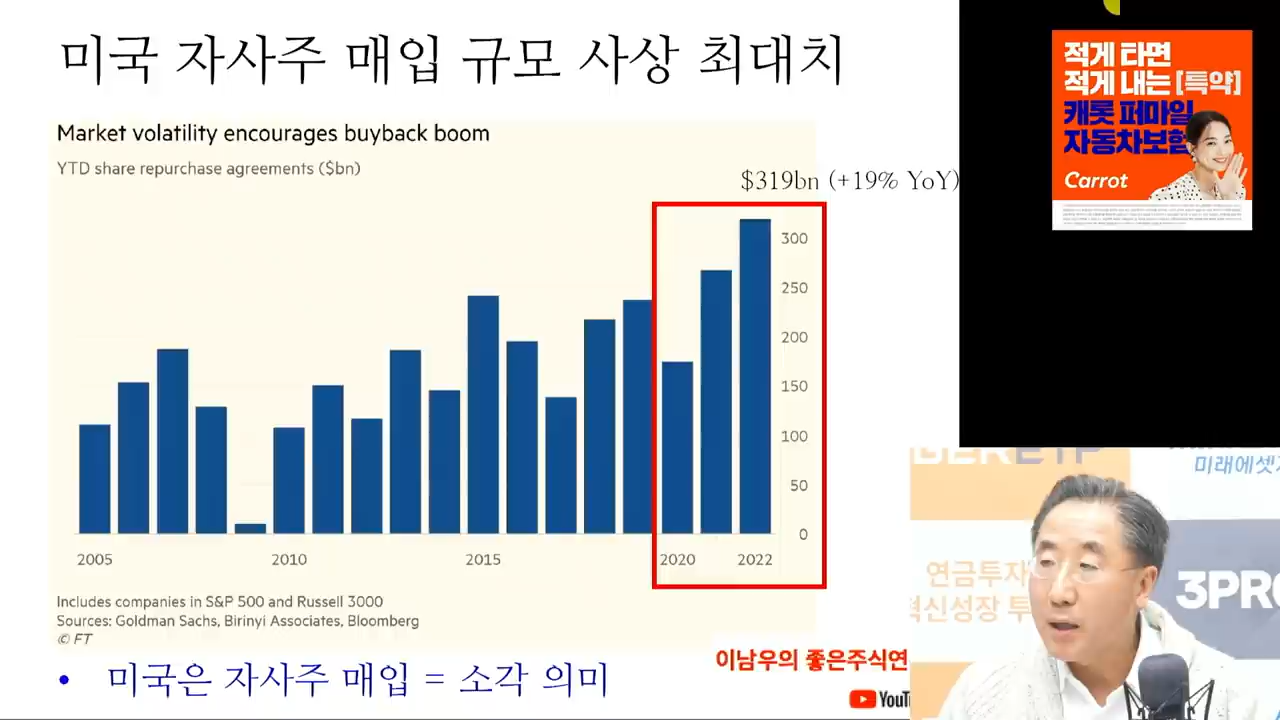 미국 자사주 매입 규모 사상 최대치
Market volatility encourages buyback boom
YTD share repurchase agreements ($bn)
$319bn (+19% YoY)
300
250
200
150
100
50
0
2005
2010
2015
2020
2022
Includes companies in S&P 500 and Russell 3000
Sources: Goldman Sachs, Birinyi Associates, Bloomberg
© FT
• 미국은 자사주 매입 = 소각 의미
이남우의 좋은주식연
YouTu
적게 타면
적게 내는 [특약]
캐롯 퍼마일
자동차보험
Carrot
미래에셋
연금투자
혁신성장 투
3PRO